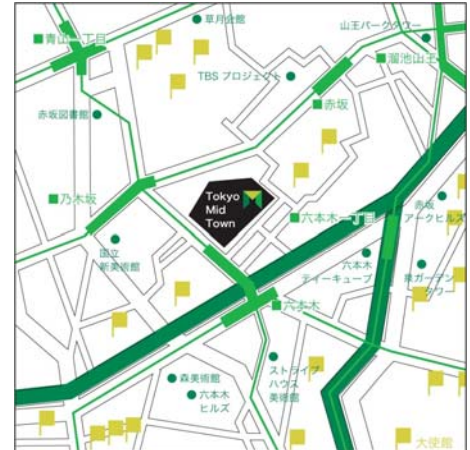 草月会館
山王パークタワー
■青山一丁目
■溜池山王
TBS プロジェクト
■赤坂
赤坂図書館
■乃木坂
Tokyo
Mid
Town
赤坂
アークヒルズ
■六本木一丁目
国立
新美術館
六本木
ティーキューブ
泉ガーデン
タワー
■六本木
ストライプ
ハウス
美術館
森美術館
六本木
ヒルズ
大使館